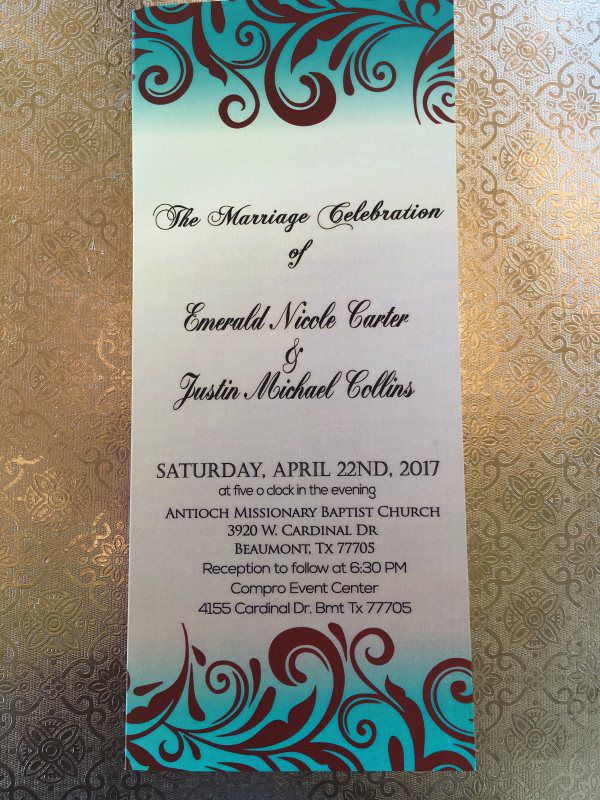 The Marriage Celebration
of
Emerald Nicole Carter
&
Justin Michael Collins
SATURDAY, APRIL 22ND, 2017
at five o clock in the evening
ANTIOCH MISSIONARY BAPTIST CHURCH
3920 W. CARDINAL DR
BEAUMONT, TX 77705
Reception to follow at 6:30 PM
Compro Event Center
4155 Cardinal Dr. Bmt Tx 77705